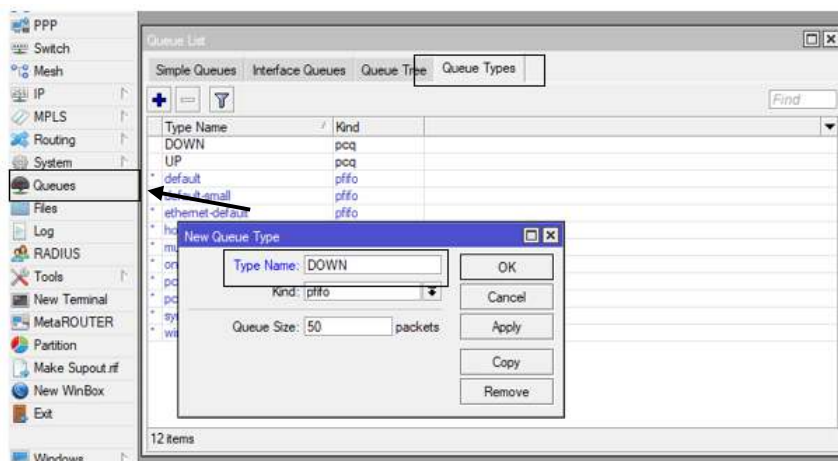 PPP
Switch
Mesh
IP
MPLS
Routing
System
Queues
Files
Log
RADIUS
Tools
New Terminal
MetaROUTER
Partition
Make Supout.rif
New WinBox
Exit
Windows
Queue List
Simple Queues Interface Queues Queue Tree Queue Types
Find
Type Name Kind
DOWN pcq
UP pcq
* default pfifo
* default-small pfifo
* ethernet-default pfifo
New Queue Type
Type Name: DOWN
Kind: pfifo
Queue Size: 50 packets
OK
Cancel
Apply
Copy
Remove
12 items